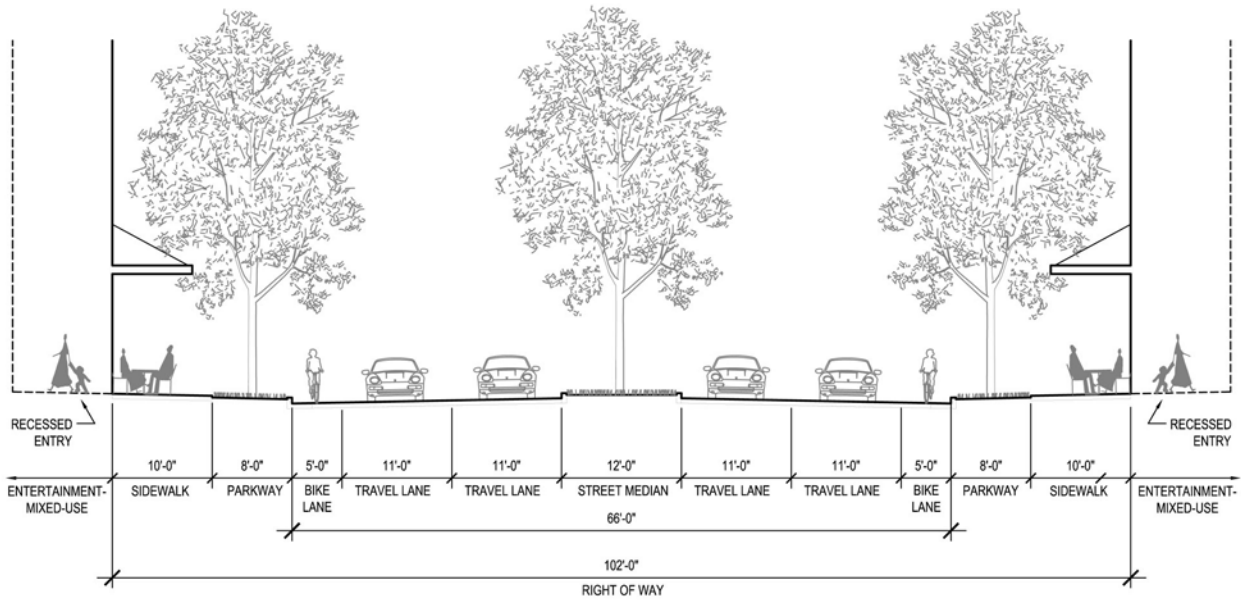 RECESSED
ENTRY
RECESSED
ENTRY
10'-0" 8'-0" 5'-0" 11'-0" 11'-0" 12'-0" 11'-0" 11'-0" 5'-0" 8'-0" 10'-0"
ENTERTAINMENT-
MIXED-USE
SIDEWALK
PARKWAY
BIKE
LANE
TRAVEL LANE
TRAVEL LANE
STREET MEDIAN
TRAVEL LANE
TRAVEL LANE
BIKE
LANE
PARKWAY
SIDEWALK
ENTERTAINMENT-
MIXED-USE
66'-0"
102'-0"
RIGHT OF WAY